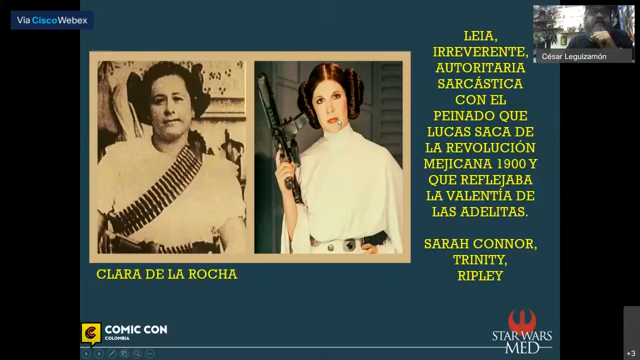 Vía Cisco Webex
LEIA,
IRREVERENTE,
AUTORITARIA
SARCÁSTICA
CON EL
PEINADO QUE
LUCAS SACA DE
LA REVOLUCIÓN
MEJICANA 1900 Y
QUE REFLEJABA
LA VALENTÍA DE
LAS ADELITAS.
SARAH CONNOR,
TRINITY,
RIPLEY
César Leguizamón
CLARA DE LA ROCHA
COMIC CON
COLOMBIA
STAR WARS
MED
+3